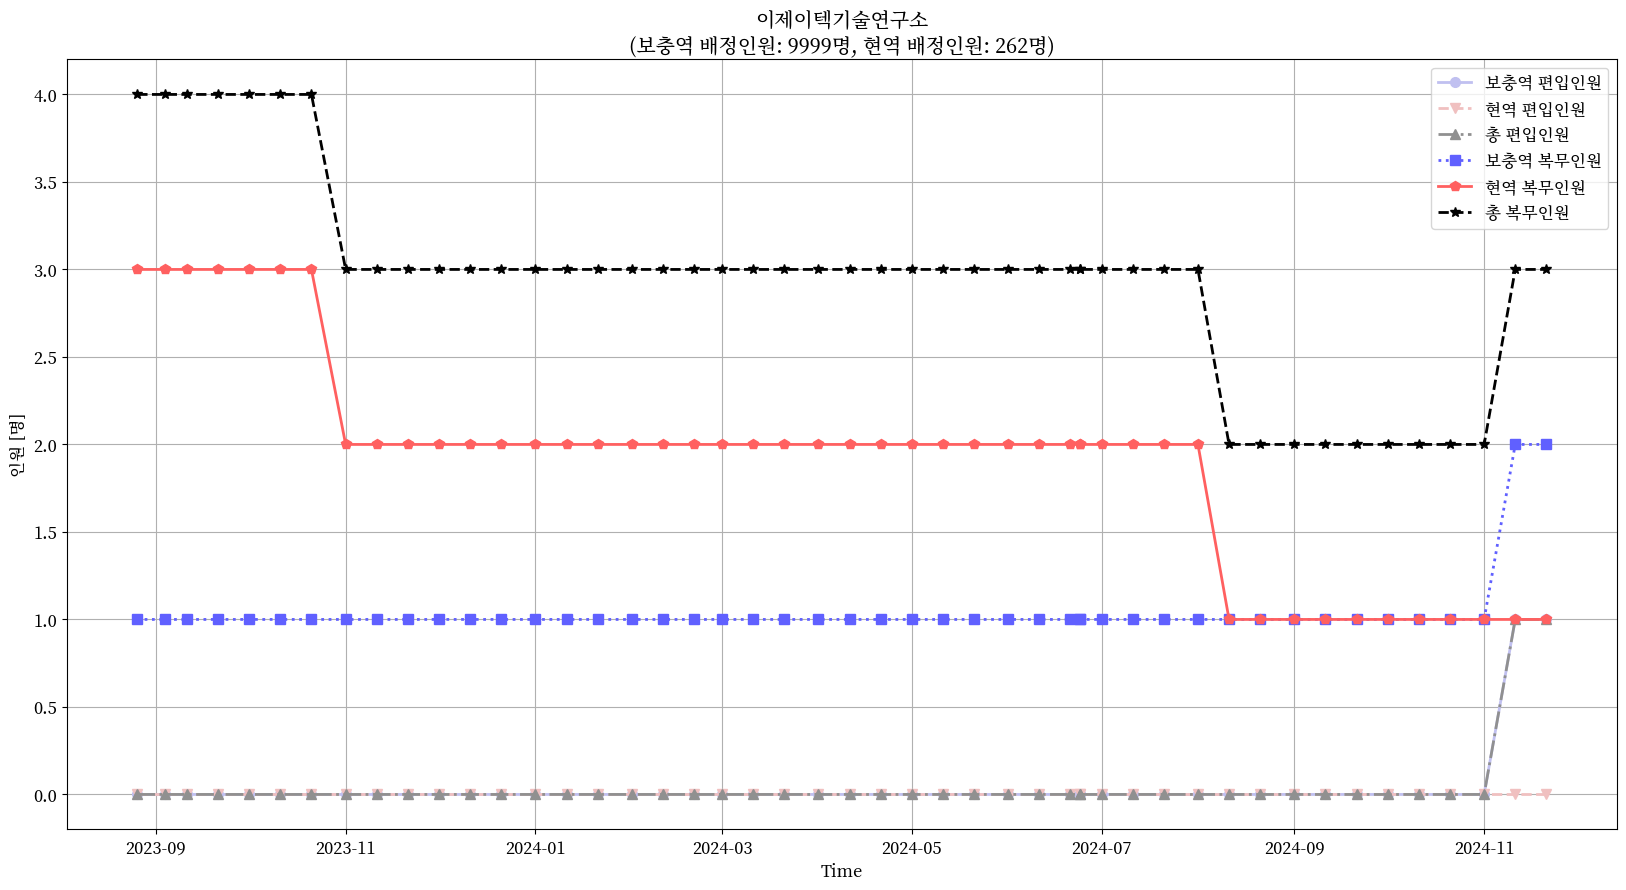 이제이텍기술연구소
(보충역 배정인원: 9999명, 현역 배정인원: 262명)
보충역 편입인원
현역 편입인원
총 편입인원
보충역 복무인원
현역 복무인원
총 복무인원
4.0
3.5
3.0
2.5
2.0
1.5
1.0
0.5
0.0
인원 [명]
2023-09 2023-11 2024-01 2024-03 2024-05 2024-07 2024-09 2024-11
Time